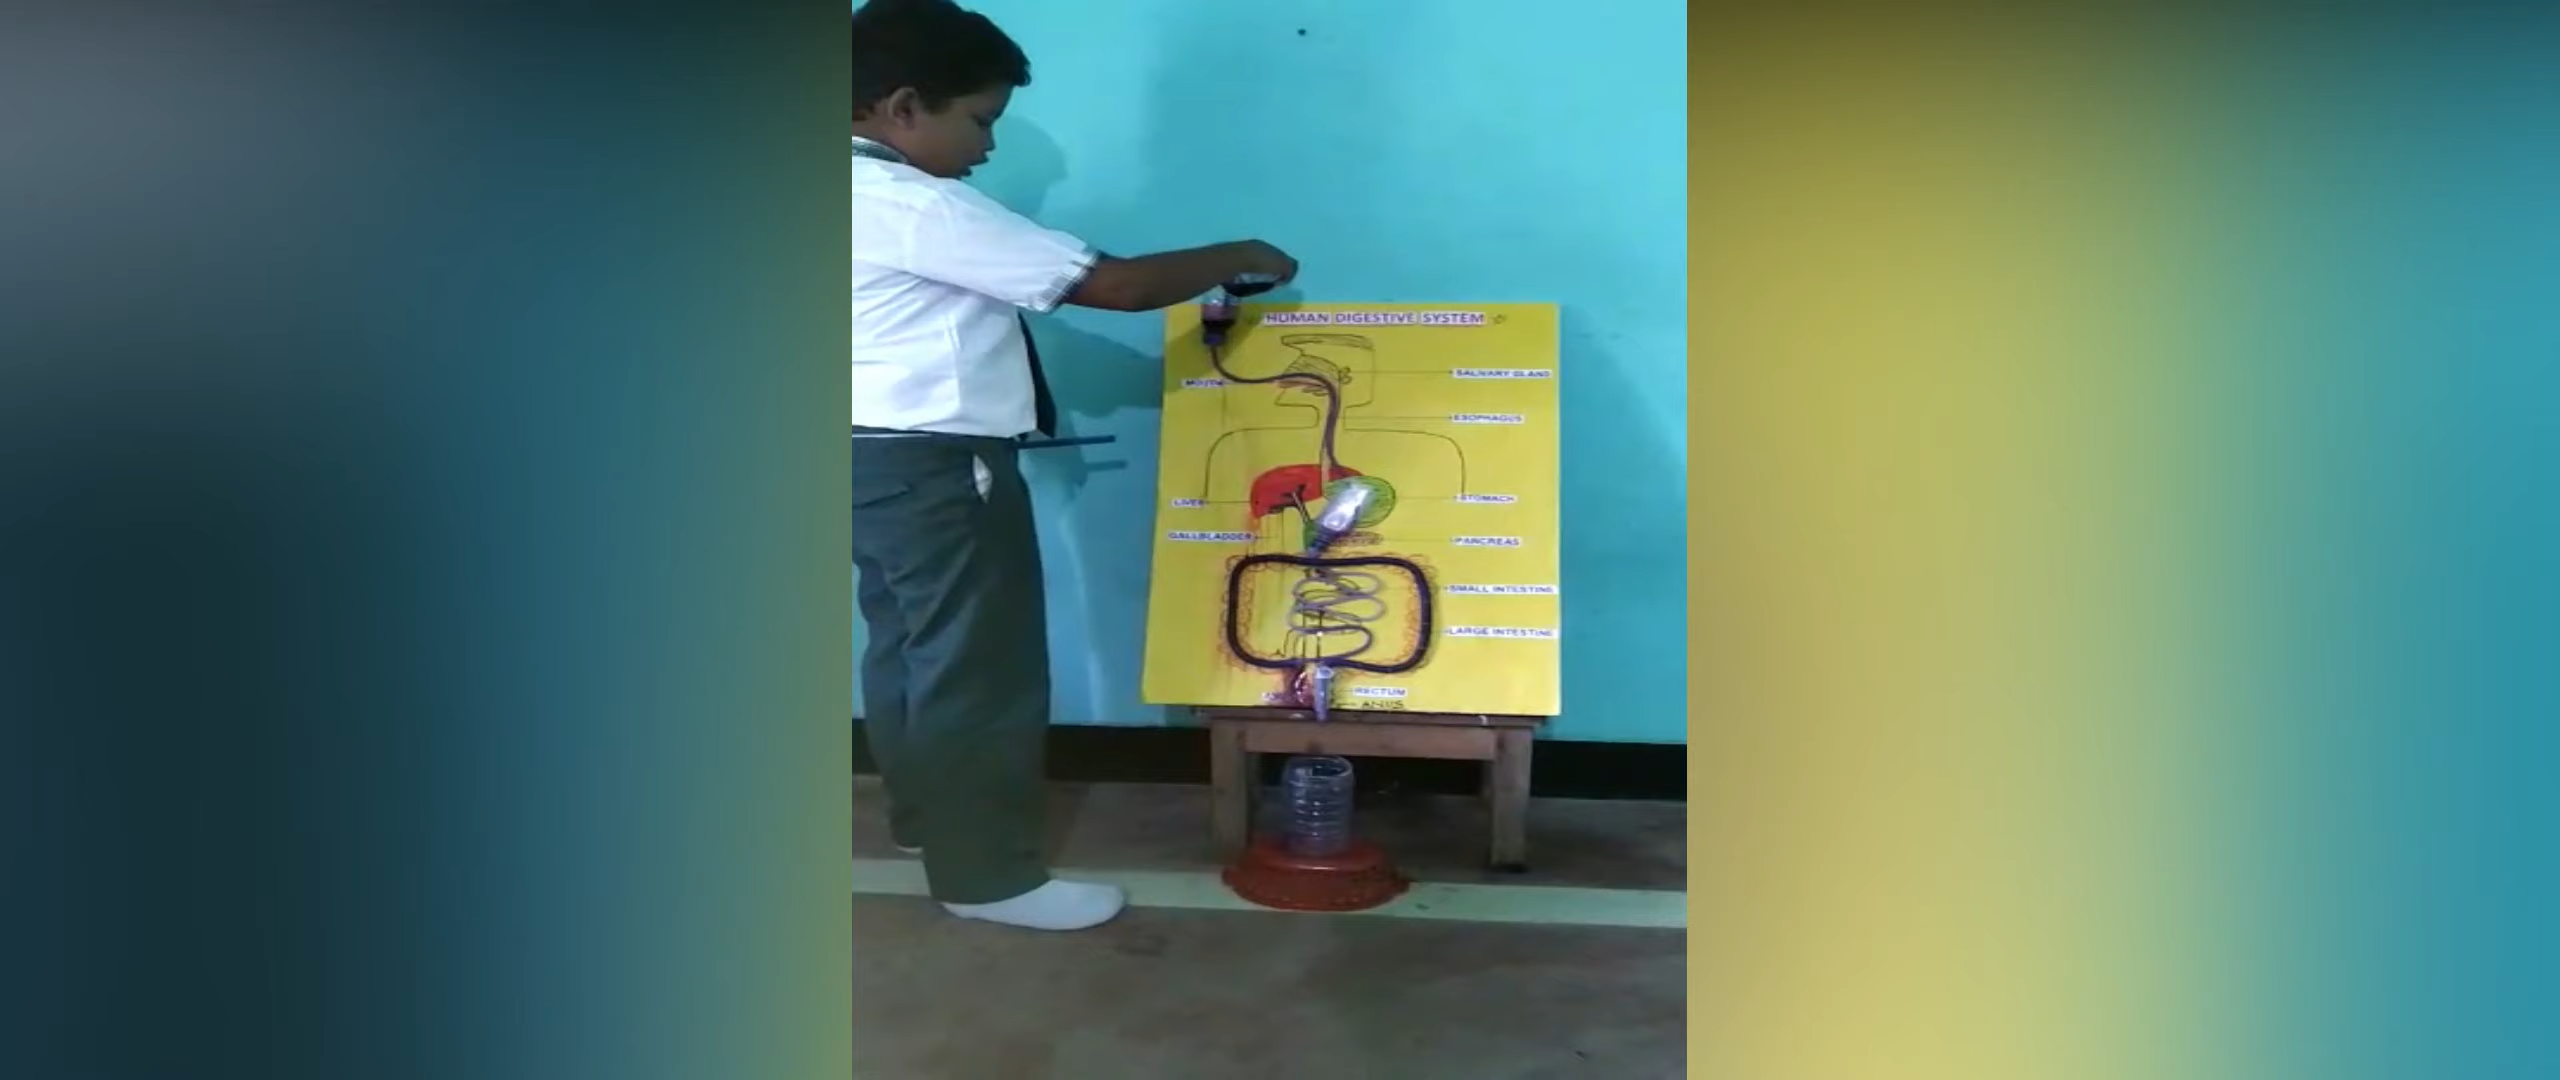 HUMAN DIGESTIVE SYSTEM
SALIVARY GLAND
MOUTH
ESOPHAGUS
LIVER
STOMACH
GALLBLADDER
PANCREAS
SMALL INTESTINE
LARGE INTESTINE
RECTUM
ANUS